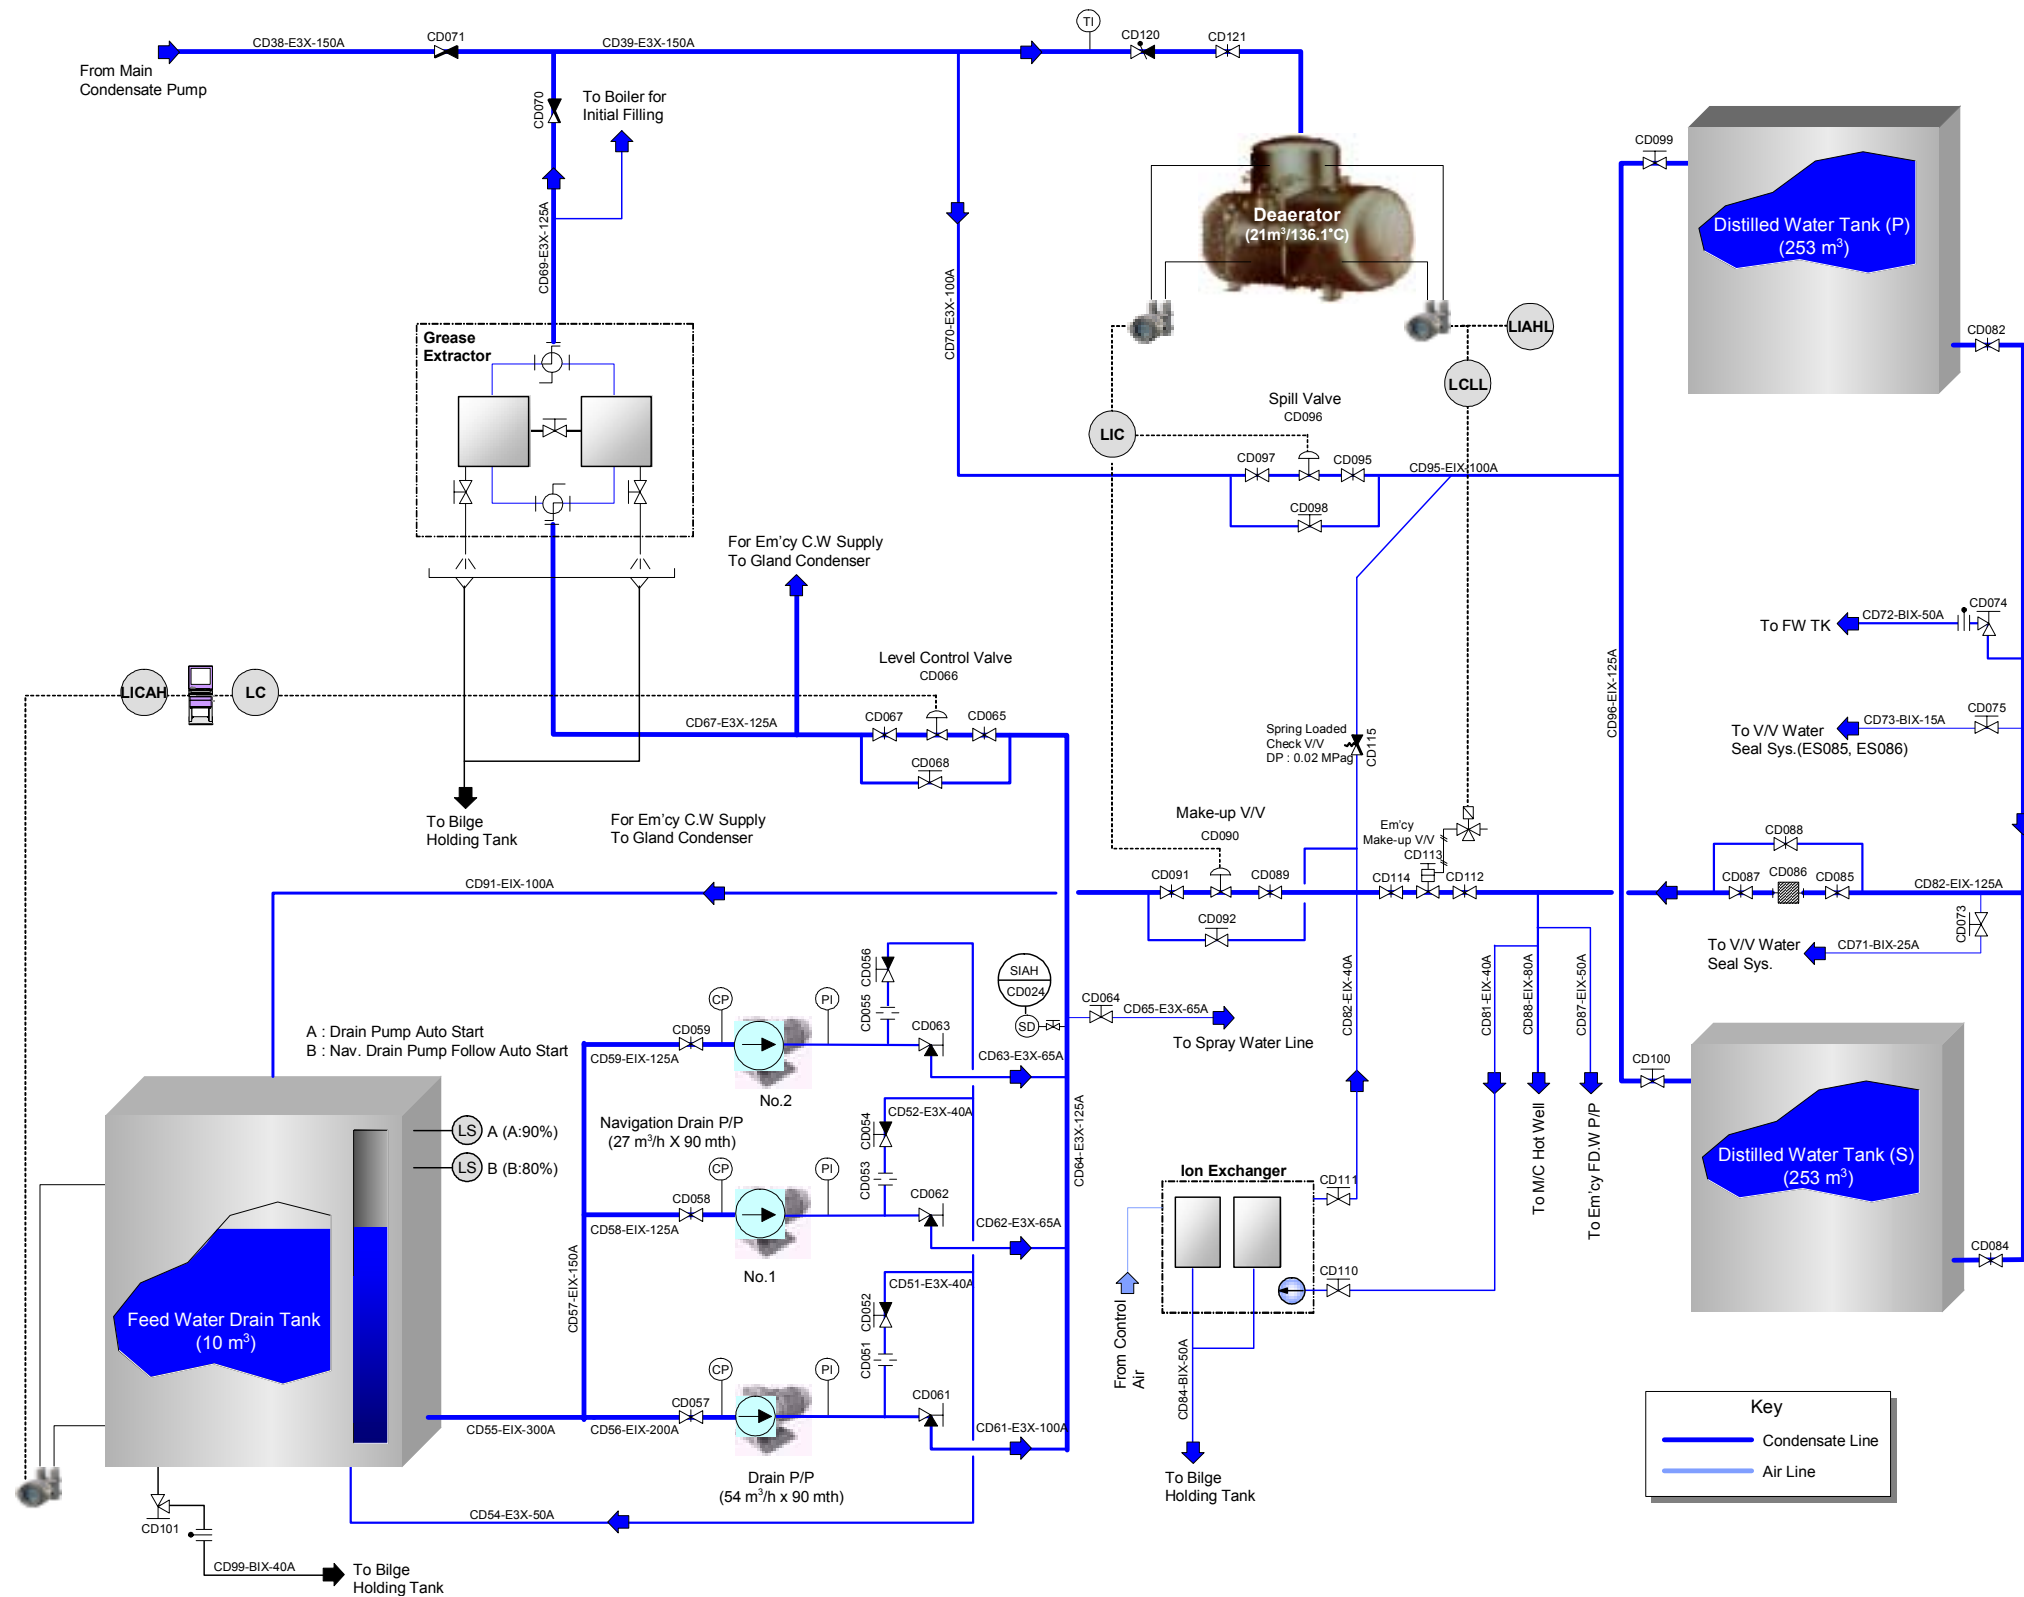 TI
CD38-E3X-150A
CD071
CD39-E3X-150A
CD120
CD121
From Main
Condensate Pump
CD070
To Boiler for
Initial Filling
CD69-E3X-125A
CD70-E3X-100A
Deaerator
(21m³/136.1°C)
CD099
Distilled Water Tank (P)
(253 m³)
CD082
Grease
Extractor
LIAHL
LCLL
LIC
Spill Valve
CD096
CD097
CD095
CD95-EIX-100A
CD098
For Em'cy C.W Supply
To Gland Condenser
LICAH
LC
Level Control Valve
CD066
CD67-E3X-125A
CD067
CD065
CD068
To Bilge
Holding Tank
For Em'cy C.W Supply
To Gland Condenser
CD96-EIX-125A
To FW TK
CD72-BIX-50A
CD074
To V/V Water
Seal Sys.(ES085, ES086)
CD73-BIX-15A
CD075
Spring Loaded
Check V/V
DP : 0.02 MPag
CD115
Make-up V/V
CD090
Em'cy
Make-up V/V
CD113
CD091
CD089
CD114
CD112
CD092
CD088
CD087
CD086
CD085
CD82-EIX-125A
CD073
To V/V Water
Seal Sys.
CD71-BIX-25A
CD91-EIX-100A
CD056
CD055
SIAH
CD024
SD
CD064
CD65-E3X-65A
To Spray Water Line
CD82-EIX-40A
CD81-EIX-40A
CD88-EIX-80A
CD87-EIX-50A
To M/C Hot Well
To Em'cy FD.W P/P
A : Drain Pump Auto Start
B : Nav. Drain Pump Follow Auto Start
CD059
CD59-EIX-125A
CP
PI
CD063
CD63-E3X-65A
No.2
LS
A (A:90%)
LS
B (B:80%)
Navigation Drain P/P
(27 m³/h X 90 mth)
CD52-E3X-40A
CD054
CD053
CD64-E3X-125A
CP
PI
CD058
CD58-EIX-125A
CD062
CD62-E3X-65A
No.1
CD57-EIX-150A
CD51-E3X-40A
CD052
CD051
Feed Water Drain Tank
(10 m³)
CP
PI
CD057
CD061
CD55-EIX-300A
CD56-EIX-200A
CD61-E3X-100A
Drain P/P
(54 m³/h x 90 mth)
CD54-E3X-50A
CD101
CD99-BIX-40A
To Bilge
Holding Tank
Ion Exchanger
CD111
CD110
From Control
Air
CD84-BIX-50A
To Bilge
Holding Tank
CD100
Distilled Water Tank (S)
(253 m³)
CD084
Key
Condensate Line
Air Line